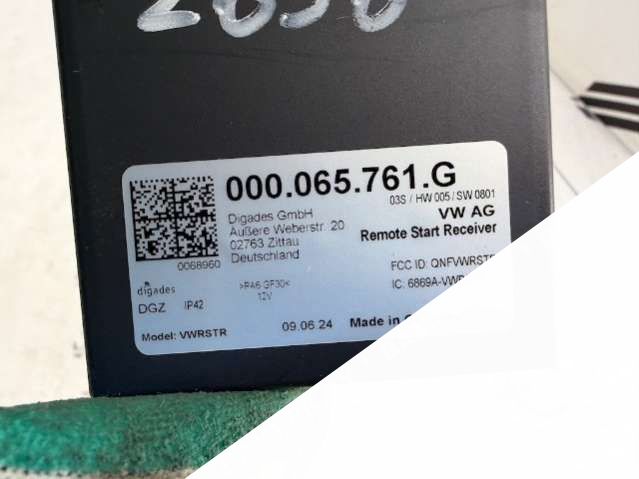 2650
000.065.761.G
03S / HW 005 / SW 0801
Digades GmbH
Äußere Weberstr. 20
02763 Zittau
Deutschland
VW AG
Remote Start Receiver
0068960
digades
DGZ IP42
>PA6 GF30<
12V
FCC ID: QNFVWRSTR
IC: 6869A-
Model: VWRSTR
09.06.24
Made in